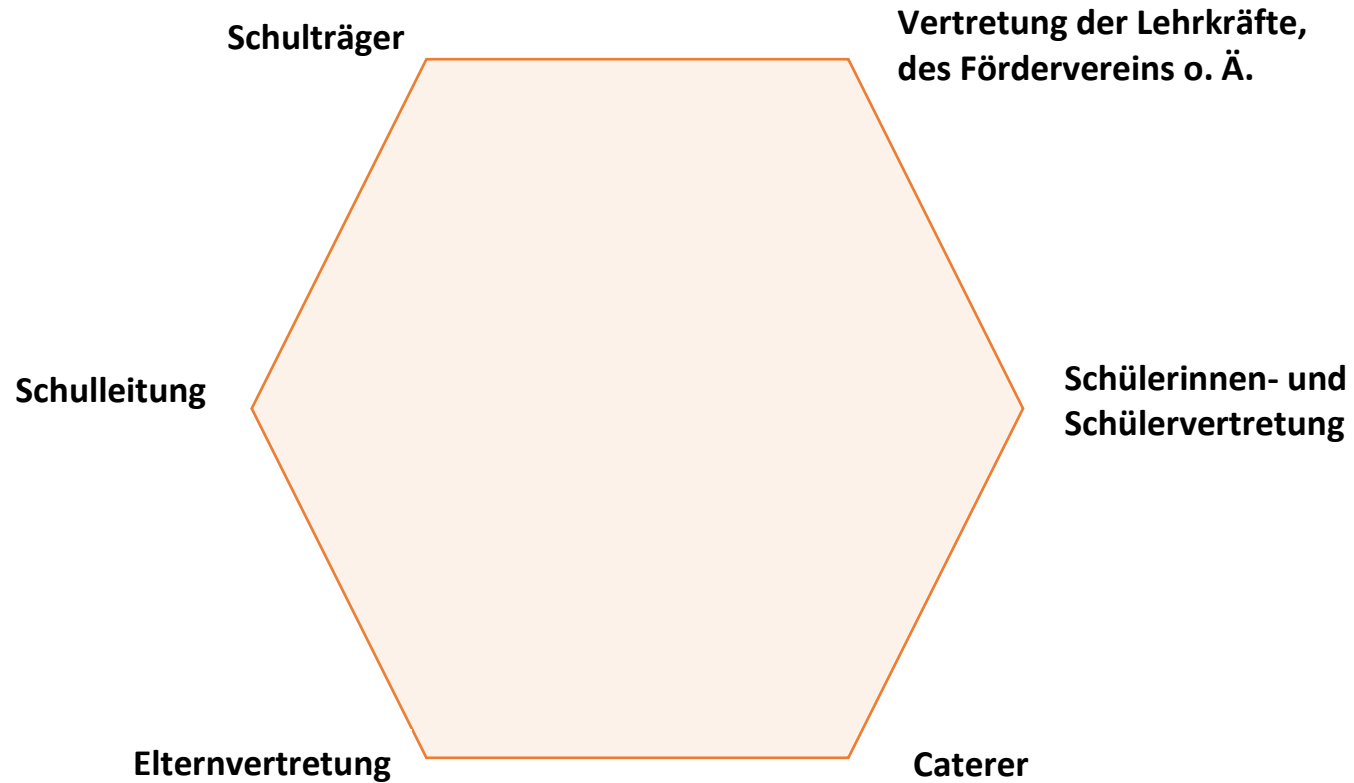 Schulträger
Vertretung der Lehrkräfte,
des Fördervereins o. Ä.
Schulleitung
Schülerinnen- und
Schülervertretung
Elternvertretung
Caterer